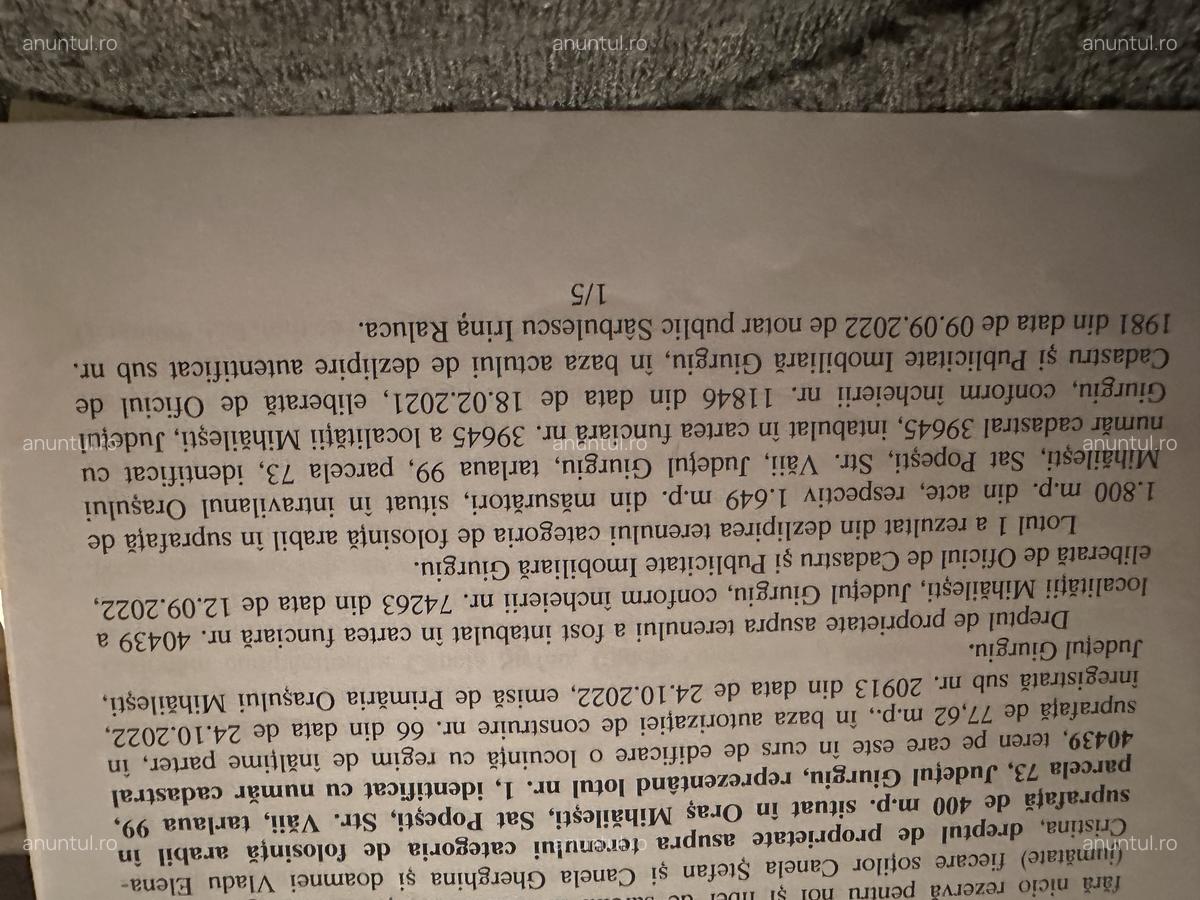 fără nicio rezervă pentru noi și
(jumătate) fiecare soților Canela Ștefan și Canela Gherghina și doamnei Vladu Elena-
Cristina, dreptul de proprietate asupra terenului categoria de folosință arabil în
suprafață de 400 m.p. situat în Oraș Mihăilești, Sat Popești, Str. Văii, tarlaua 99,
parcela 73, Județul Giurgiu, reprezentând lotul nr. 1, identificat cu număr cadastral
40439, teren pe care este în curs de edificare o locuință cu regim de înălțime parter, în
suprafață de 77,62 m.p., în baza autorizației de construire nr. 66 din data de 24.10.2022,
înregistrată sub nr. 20913 din data de 24.10.2022, emisă de Primăria Orașului Mihăilești,
Județul Giurgiu.
Dreptul de proprietate asupra terenului a fost intabulat în cartea funciară nr. 40439 a
localității Mihăilești, Județul Giurgiu, conform încheierii nr. 74263 din data de 12.09.2022,
eliberată de Oficiul de Cadastru și Publicitate Imobiliară Giurgiu.
Lotul 1 a rezultat din dezlipirea terenului categoria de folosință arabil în suprafață de
1.800 m.p. din acte, respectiv 1.649 m.p. din măsurători, situat în intravilanul Orașului
Mihăilești, Sat Popești, Str. Văii, Județul Giurgiu, tarlaua 99, parcela 73, identificat cu
număr cadastral 39645, intabulat în cartea funciară nr. 39645 a localității Mihăilești, Județul
Giurgiu, conform încheierii nr. 11846 din data de 18.02.2021, eliberată de Oficiul de
Cadastru și Publicitate Imobiliară Giurgiu, în baza actului de dezlipire autentificat sub nr.
1981 din data de 09.09.2022 de notar public Sârbulescu Irina Raluca.
1/5
anuntul.ro anuntul.ro anuntul.ro
anuntul.ro anuntul.ro anuntul.ro
anuntul.ro anuntul.ro anuntul.ro